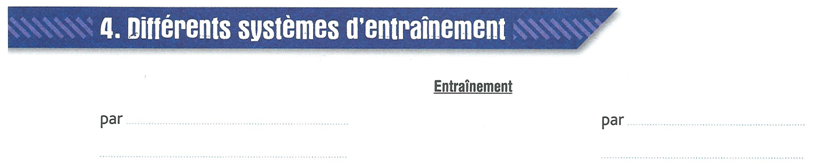 4. Différents systèmes d'entraînement
Entraînement
par
par